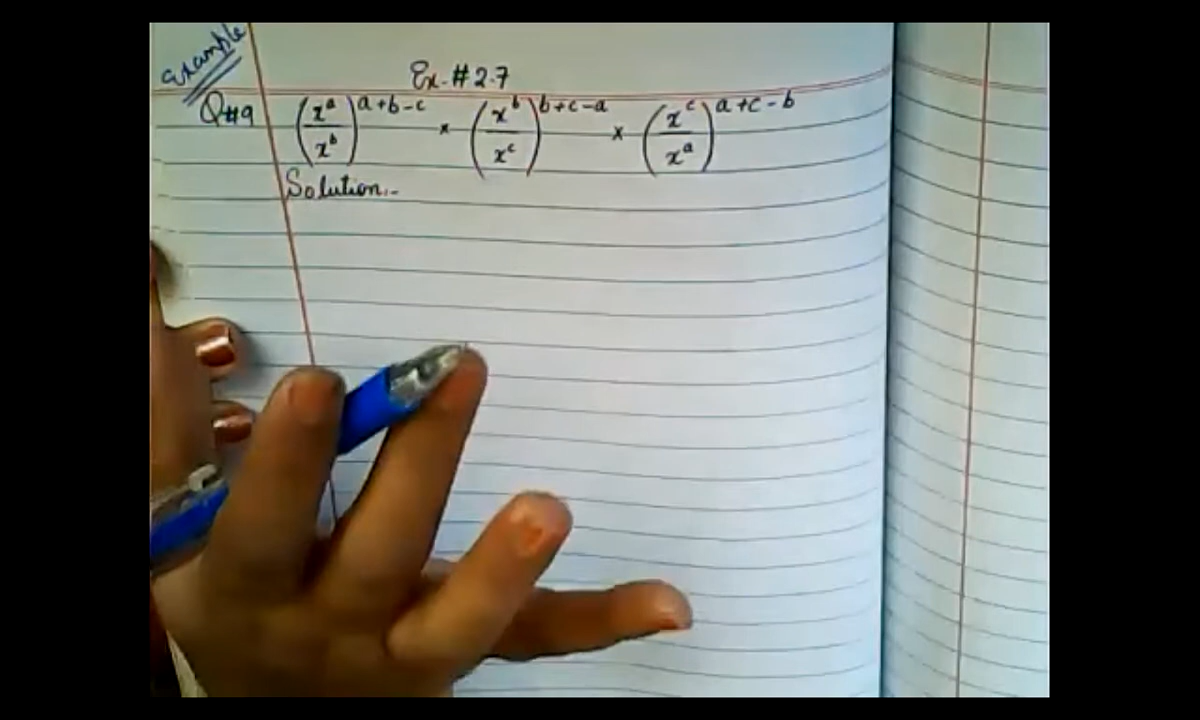 Example
Ex. # 2.7
Q#9 (x^a/x^b)^(a+b-c) × (x^b/x^c)^(b+c-a) × (x^c/x^a)^(a+c-b)
Solution:-